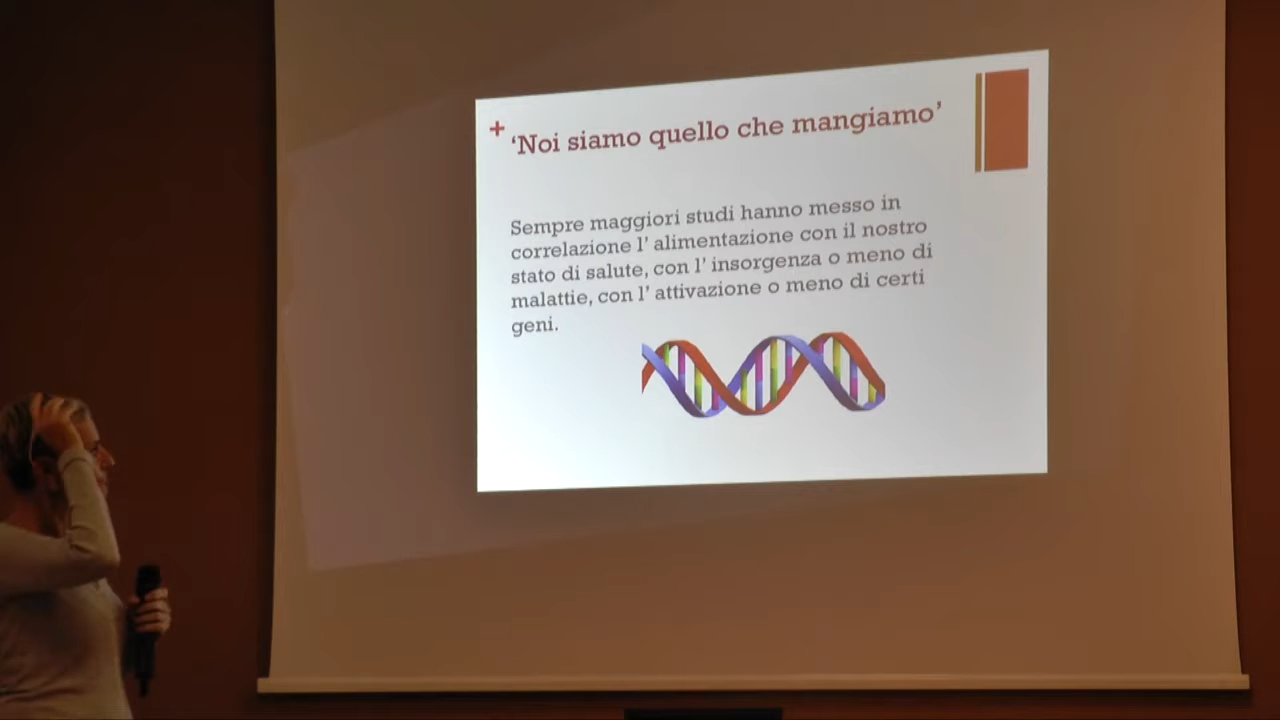 + ‘Noi siamo quello che mangiamo’
Sempre maggiori studi hanno messo in
correlazione l’ alimentazione con il nostro
stato di salute, con l’ insorgenza o meno di
malattie, con l’ attivazione o meno di certi
geni.